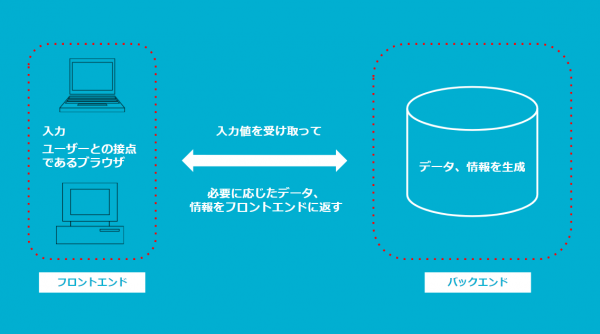 入力
ユーザーとの接点
であるブラウザ
フロントエンド
入力値を受け取って
必要に応じたデータ、
情報をフロントエンドに返す
データ、情報を生成
バックエンド